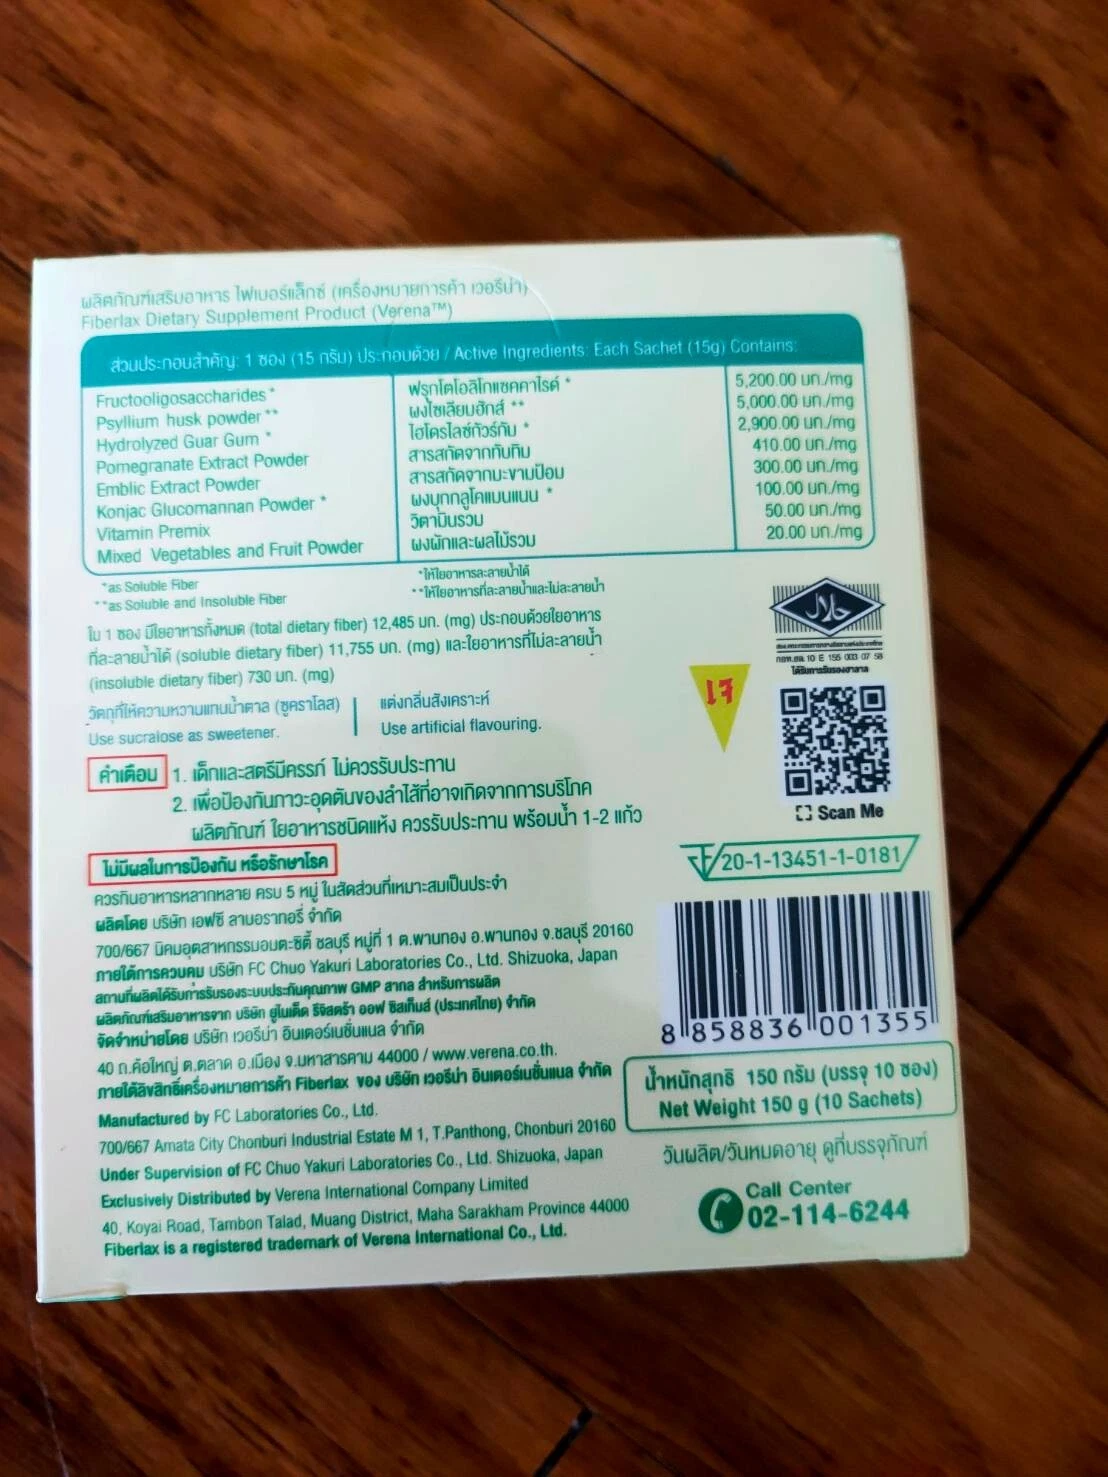 ผลิตภัณฑ์เสริมอาหาร ไฟเบอร์แล็กซ์ (เครื่องหมายการค้า เวอรีน่า)
Fiberlax Dietary Supplement Product (Verena™)
ส่วนประกอบสำคัญ: 1 ซอง (15 กรัม) ประกอบด้วย / Active Ingredients: Each Sachet (15g) Contains:
Fructooligosaccharides * ฟรุกโตโอลิโกแซคคาไรด์ * 5,200.00 มก./mg
Psyllium husk powder ** ผงไซเลียมฮักส์ ** 5,000.00 มก./mg
Hydrolyzed Guar Gum * ไฮโดรไลซ์กัวร์กัม * 2,900.00 มก./mg
Pomegranate Extract Powder สารสกัดจากทับทิม 410.00 มก./mg
Emblic Extract Powder สารสกัดจากมะขามป้อม 300.00 มก./mg
Konjac Glucomannan Powder * ผงบุกกลูโคแมนแนน * 100.00 มก./mg
Vitamin Premix วิตามินรวม 50.00 มก./mg
Mixed Vegetables and Fruit Powder ผงผักและผลไม้รวม 20.00 มก./mg
*as Soluble Fiber *ให้ใยอาหารละลายน้ำได้
**as Soluble and Insoluble Fiber **ให้ใยอาหารที่ละลายน้ำและไม่ละลายน้ำ
ใน 1 ซอง มีใยอาหารทั้งหมด (total dietary fiber) 12,485 มก. (mg) ประกอบด้วยใยอาหาร
ที่ละลายน้ำได้ (soluble dietary fiber) 11,755 มก. (mg) และใยอาหารที่ไม่ละลายน้ำ
(insoluble dietary fiber) 730 มก. (mg)
วัตถุที่ให้ความหวานแทนน้ำตาล (ซูคราโลส) แต่งกลิ่นสังเคราะห์
Use sucralose as sweetener. Use artificial flavouring.
คำเตือน 1. เด็กและสตรีมีครรภ์ ไม่ควรรับประทาน
2. เพื่อป้องกันภาวะอุดตันของลำไส้ที่อาจเกิดจากการบริโภค
ผลิตภัณฑ์ ใยอาหารชนิดแห้ง ควรรับประทาน พร้อมน้ำ 1-2 แก้ว
ไม่มีผลในการป้องกัน หรือรักษาโรค
ควรกินอาหารหลากหลาย ครบ 5 หมู่ ในสัดส่วนที่เหมาะสมเป็นประจำ
ผลิตโดย บริษัท เอฟซี ลาบอราทอรี่ จำกัด
700/667 นิคมอุตสาหกรรมอมตะซิตี้ ชลบุรี หมู่ที่ 1 ต.พานทอง อ.พานทอง จ.ชลบุรี 20160
ภายใต้การควบคุม บริษัท FC Chuo Yakuri Laboratories Co., Ltd. Shizuoka, Japan
สถานที่ผลิตได้รับการรับรองระบบประกันคุณภาพ GMP สากล สำหรับการผลิต
ผลิตภัณฑ์เสริมอาหารจาก บริษัท ยูไนเต็ด รีจิสตร้า ออฟ ซิสเท็มส์ (ประเทศไทย) จำกัด
จัดจำหน่ายโดย บริษัท เวอรีน่า อินเตอร์เนชั่นแนล จำกัด
40 ถ.ค้อใหญ่ ต.ตลาด อ.เมือง จ.มหาสารคาม 44000 / www.verena.co.th.
ภายใต้ลิขสิทธิ์เครื่องหมายการค้า Fiberlax ของ บริษัท เวอรีน่า อินเตอร์เนชั่นแนล จำกัด
Manufactured by FC Laboratories Co., Ltd.
700/667 Amata City Chonburi Industrial Estate M 1, T.Panthong, Chonburi 20160
Under Supervision of FC Chuo Yakuri Laboratories Co., Ltd. Shizuoka, Japan
Exclusively Distributed by Verena International Company Limited
40, Koyai Road, Tambon Talad, Muang District, Maha Sarakham Province 44000
Fiberlax is a registered trademark of Verena International Co., Ltd.
حلال
กอท.ฮล. 10 E 155 003 07 58
ได้รับการรับรองฮาลาล
เจ
Scan Me
20-1-13451-1-0181
8 858836 001355
น้ำหนักสุทธิ 150 กรัม (บรรจุ 10 ซอง)
Net Weight 150 g (10 Sachets)
วันผลิต/วันหมดอายุ ดูที่บรรจุภัณฑ์
Call Center
02-114-6244